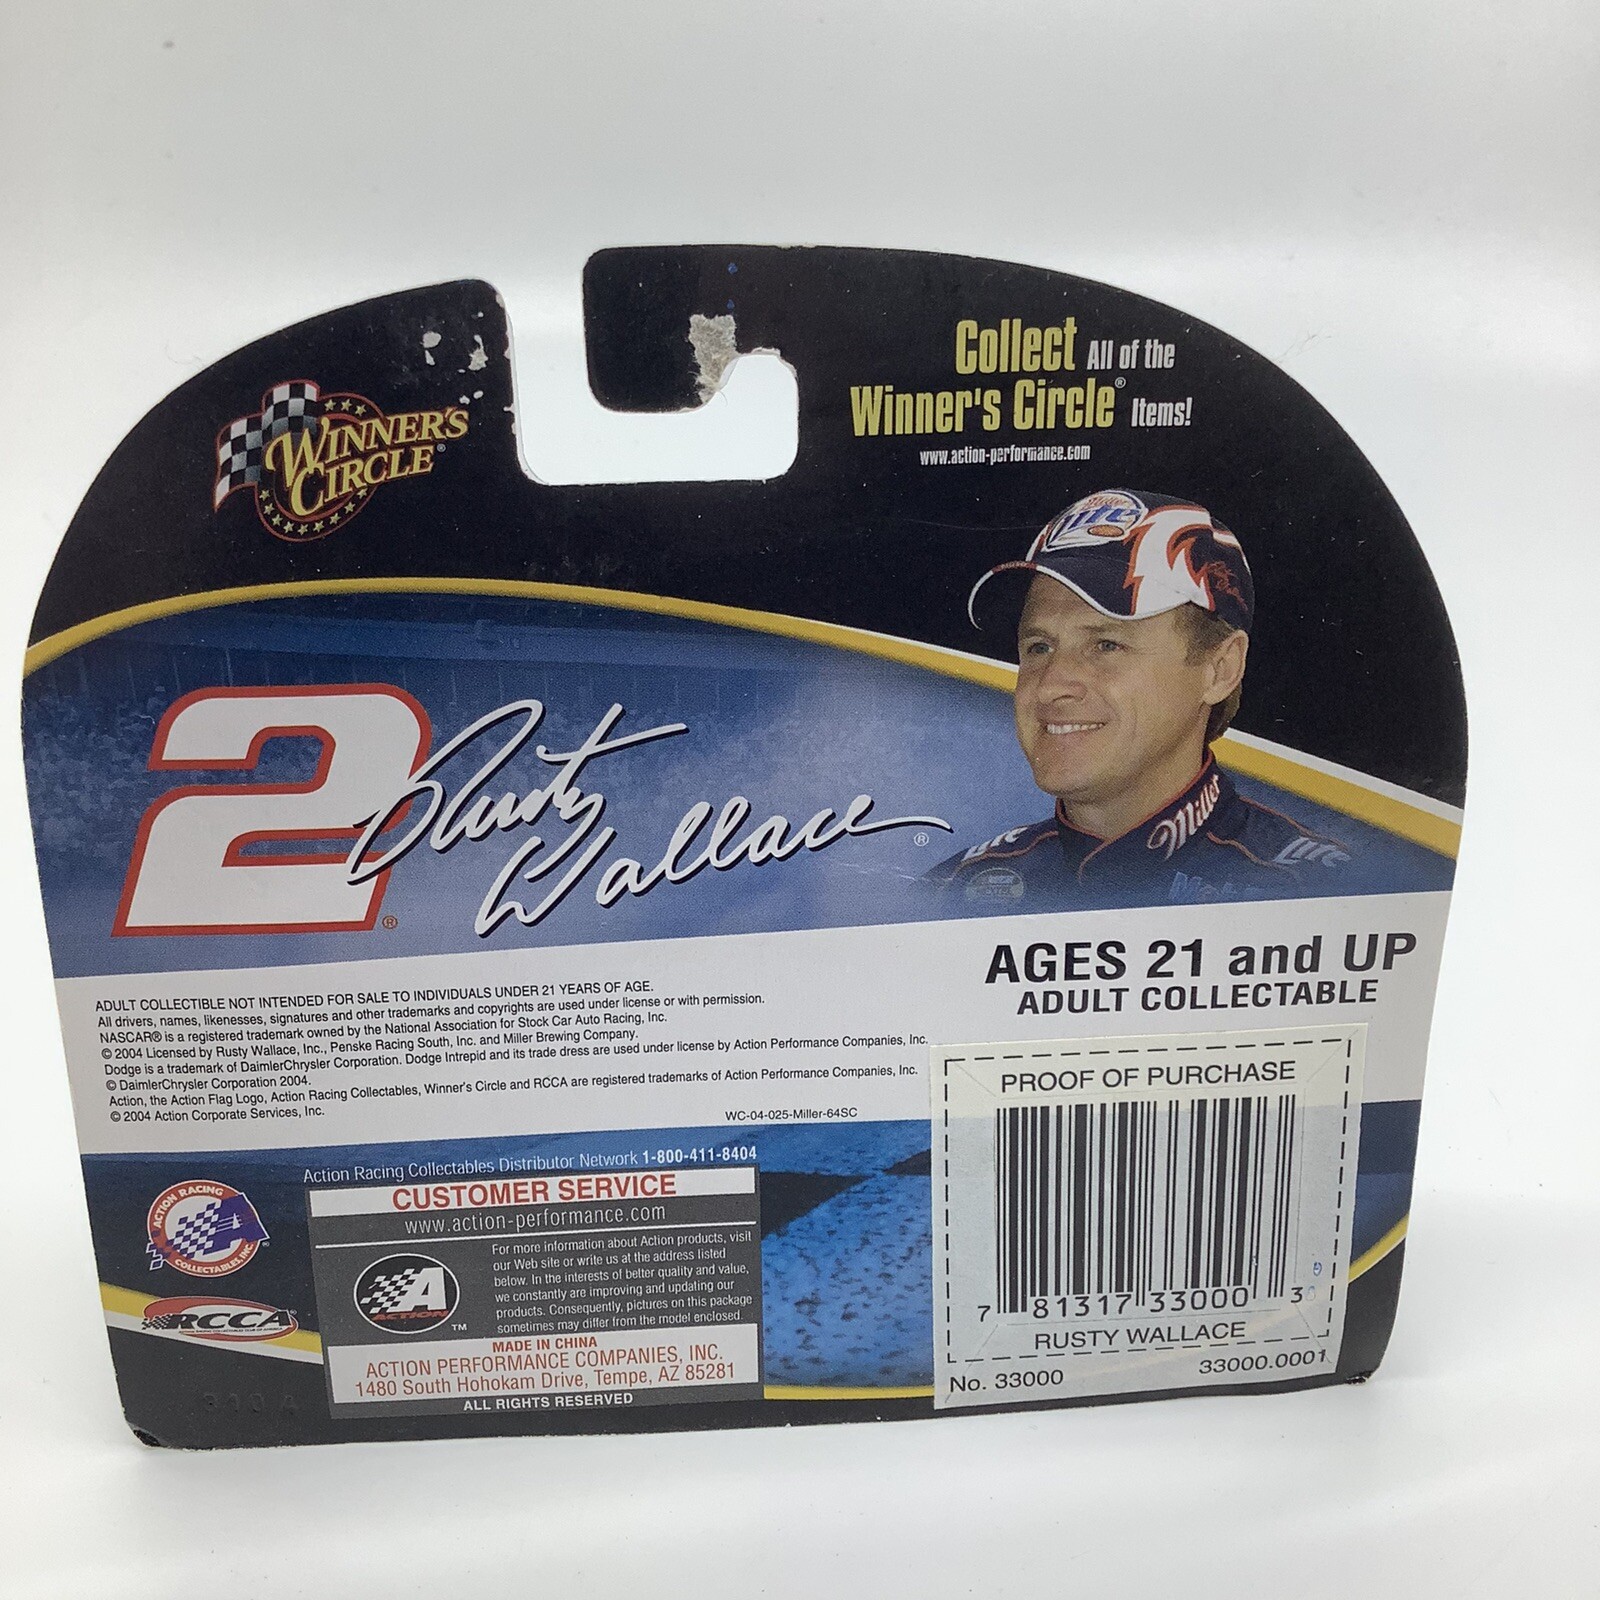 Collect All of the
Winner's Circle® Items!
www.action-performance.com
WINNER'S
CIRCLE®
Miller
Lite
2®
Rusty
Wallace®
Miller
Lite
AGES 21 and UP
ADULT COLLECTABLE
ADULT COLLECTIBLE NOT INTENDED FOR SALE TO INDIVIDUALS UNDER 21 YEARS OF AGE.
All drivers, names, likenesses, signatures and other trademarks and copyrights are used under license or with permission.
NASCAR® is a registered trademark owned by the National Association for Stock Car Auto Racing, Inc.
© 2004 Licensed by Rusty Wallace, Inc., Penske Racing South, Inc. and Miller Brewing Company.
Dodge is a trademark of DaimlerChrysler Corporation. Dodge Intrepid and its trade dress are used under license by Action Performance Companies, Inc.
© DaimlerChrysler Corporation 2004.
Action, the Action Flag Logo, Action Racing Collectables, Winner's Circle and RCCA are registered trademarks of Action Performance Companies, Inc.
© 2004 Action Corporate Services, Inc.
WC-04-025-Miller-64SC
Action Racing Collectables Distributor Network 1-800-411-8404
CUSTOMER SERVICE
www.action-performance.com
For more information about Action products, visit
our Web site or write us at the address listed
below. In the interests of better quality and value,
we constantly are improving and updating our
products. Consequently, pictures on this package
sometimes may differ from the model enclosed.
ACTION RACING
COLLECTABLES, INC.®
A
ACTION
™
RCCA®
MADE IN CHINA
ACTION PERFORMANCE COMPANIES, INC.
1480 South Hohokam Drive, Tempe, AZ 85281
ALL RIGHTS RESERVED
PROOF OF PURCHASE
7 81317 33000 3
RUSTY WALLACE
No. 33000
33000.0001